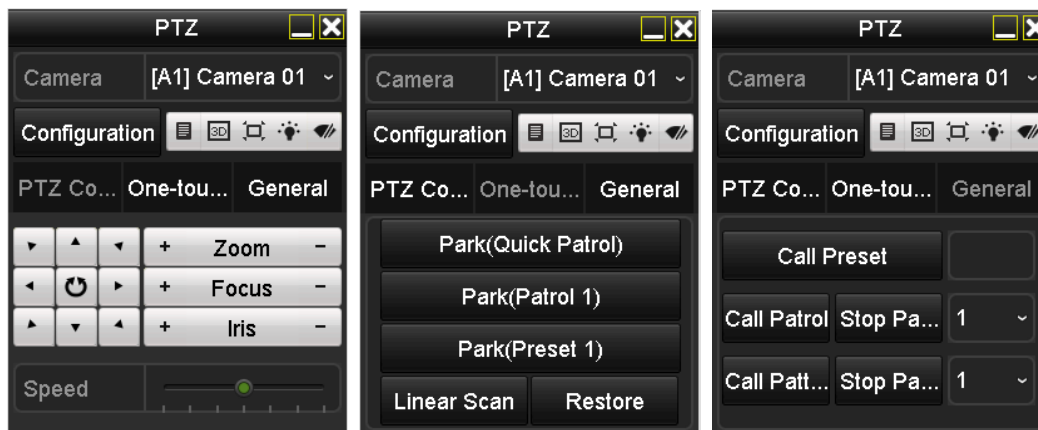 PTZ
Camera [A1] Camera 01
Configuration 3D
PTZ Co... One-tou... General
+ Zoom -
+ Focus -
+ Iris -
Speed
PTZ
Camera [A1] Camera 01
Configuration 3D
PTZ Co... One-tou... General
Park(Quick Patrol)
Park(Patrol 1)
Park(Preset 1)
Linear Scan Restore
PTZ
Camera [A1] Camera 01
Configuration 3D
PTZ Co... One-tou... General
Call Preset
Call Patrol Stop Pa... 1
Call Patt... Stop Pa... 1